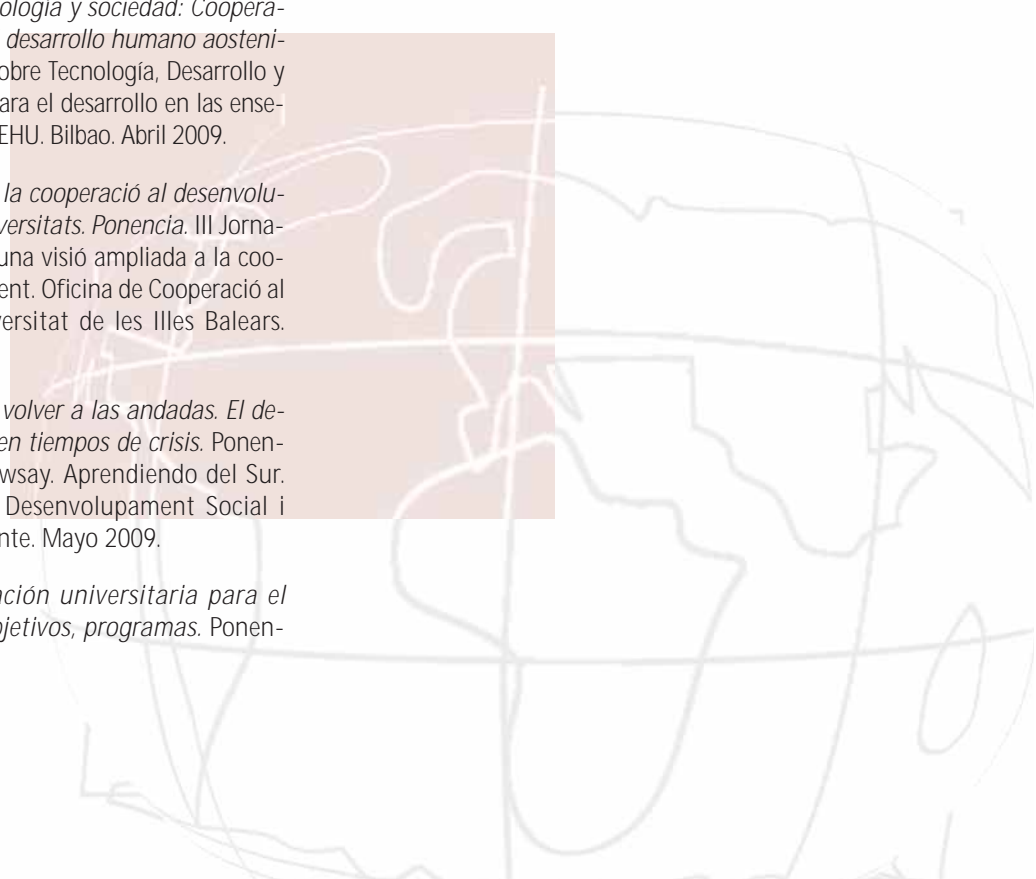 ología y sociedad: Coopera-
desarrollo humano aosteni-
obre Tecnología, Desarrollo y
ara el desarrollo en las ense-
EHU. Bilbao. Abril 2009.
la cooperació al desenvolu-
versitats. Ponencia. III Jorna-
una visió ampliada a la coo-
ent. Oficina de Cooperació al
versitat de les Illes Balears.
volver a las andadas. El de-
en tiempos de crisis. Ponen-
wsay. Aprendiendo del Sur.
Desenvolupament Social i
nte. Mayo 2009.
ación universitaria para el
bjetivos, programas. Ponen-